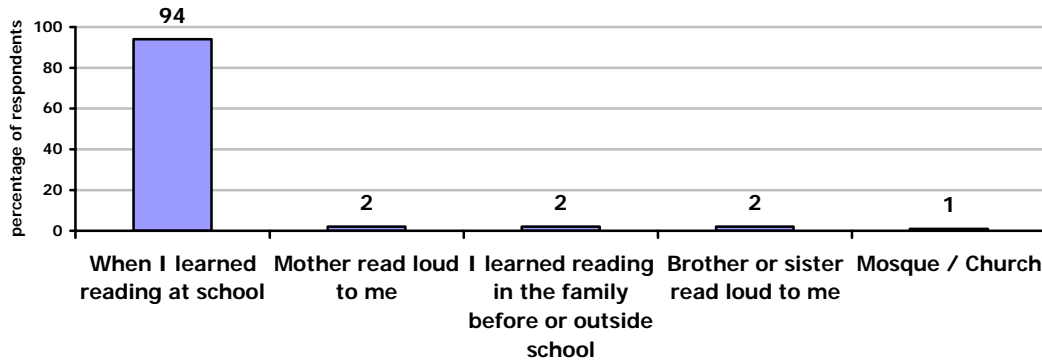 percentage of respondents
100
80
60
40
20
0
94
2
2
2
1
When I learned
reading at school
Mother read loud
to me
I learned reading
in the family
before or outside
school
Brother or sister
read loud to me
Mosque / Church